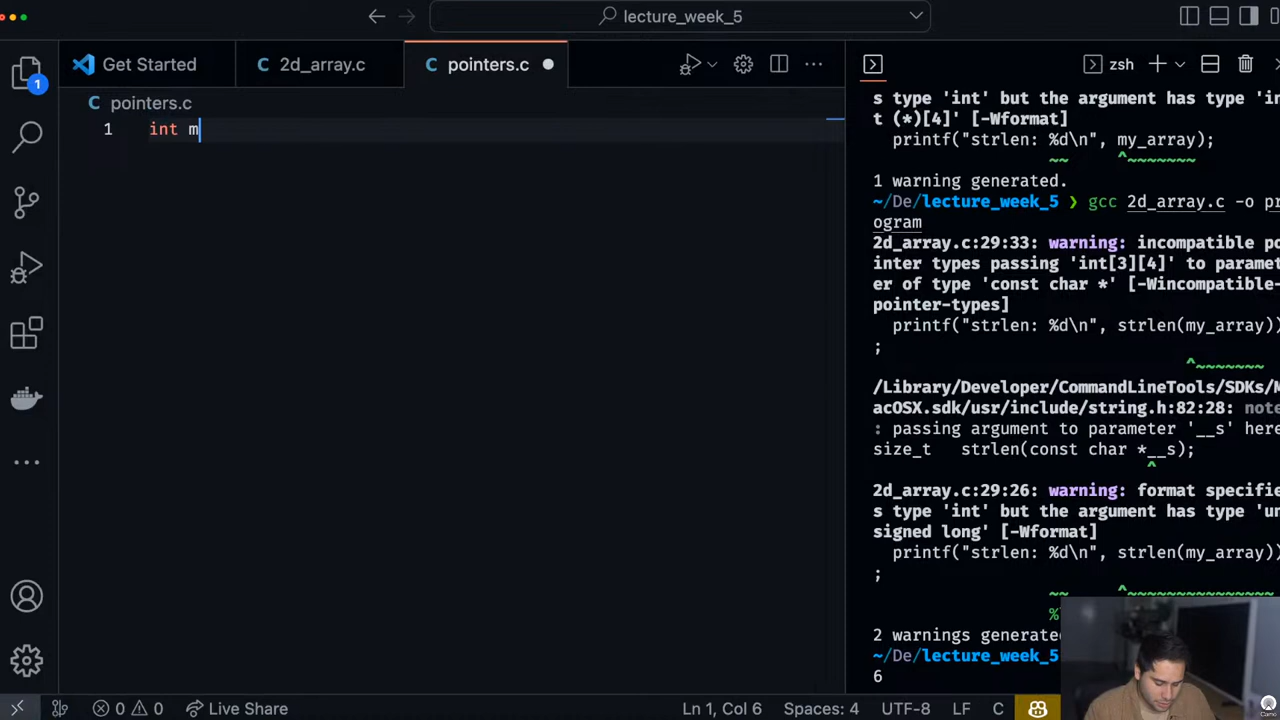 lecture_week_5
Get Started
2d_array.c
pointers.c
zsh
pointers.c
1 int m
s type 'int' but the argument has type 'in
t (*)[4]' [-Wformat]
printf("strlen: %d\n", my_array);
~~ ^~~~~~~~
1 warning generated.
~/De/lecture_week_5 ❯ gcc 2d_array.c -o pr
ogram
2d_array.c:29:33: warning: incompatible po
inter types passing 'int[3][4]' to paramet
er of type 'const char *' [-Wincompatible-
pointer-types]
printf("strlen: %d\n", strlen(my_array))
;
^~~~~~~~
/Library/Developer/CommandLineTools/SDKs/M
acOSX.sdk/usr/include/string.h:82:28: note
: passing argument to parameter '__s' here
size_t strlen(const char *__s);
^
2d_array.c:29:26: warning: format specifie
s type 'int' but the argument has type 'un
signed long' [-Wformat]
printf("strlen: %d\n", strlen(my_array))
;
~~ ^~~~~~~~~~~~~~~~
%
2 warnings generate
~/De/lecture_week_5
6
1
0 0 Live Share
Ln 1, Col 6 Spaces: 4 UTF-8 LF C
Camo